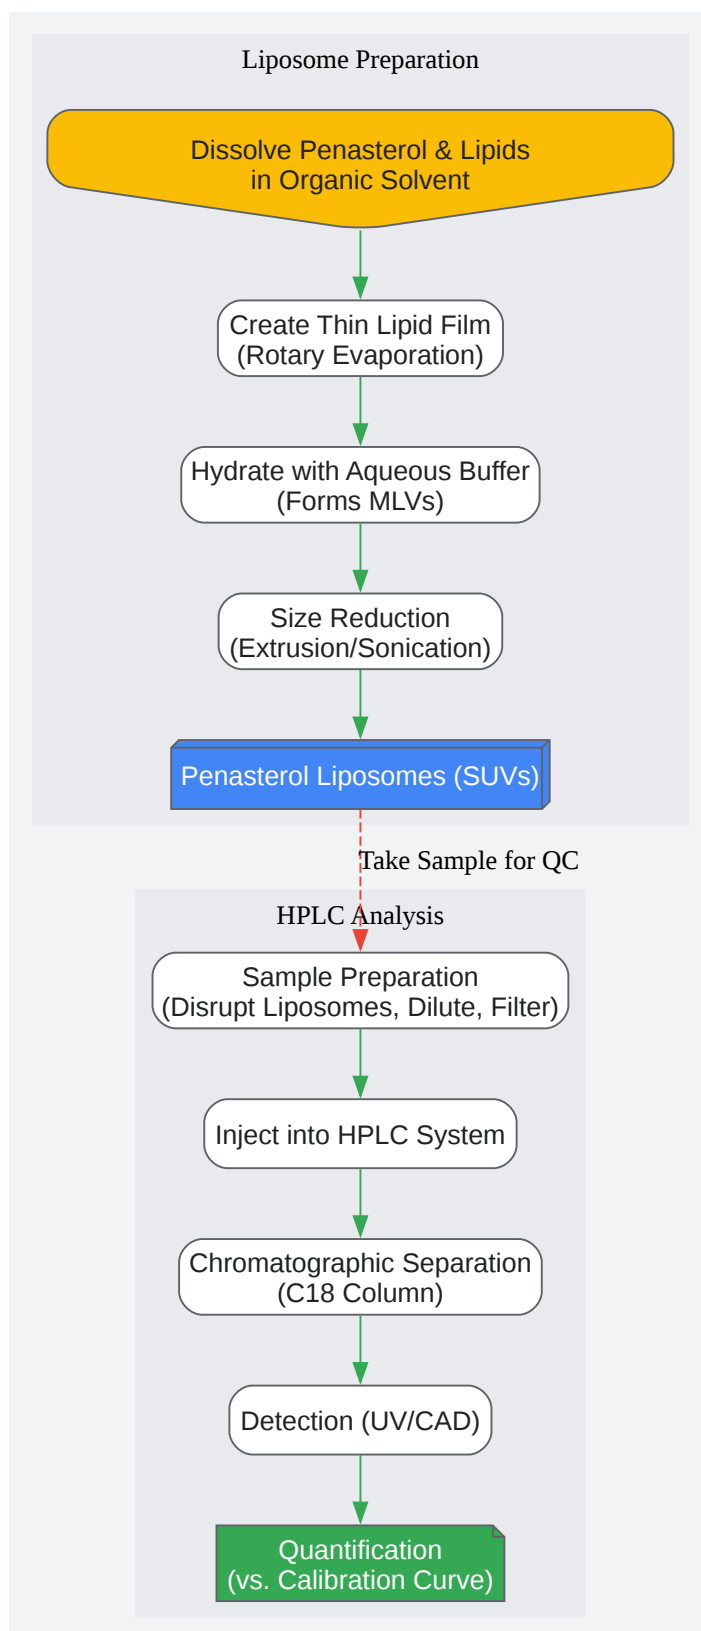 Liposome Preparation
Dissolve Penasterol & Lipids
in Organic Solvent
Create Thin Lipid Film
(Rotary Evaporation)
Hydrate with Aqueous Buffer
(Forms MLVs)
Size Reduction
(Extrusion/Sonication)
Penasterol Liposomes (SUVs)
Take Sample for QC
HPLC Analysis
Sample Preparation
(Disrupt Liposomes, Dilute, Filter)
Inject into HPLC System
Chromatographic Separation
(C18 Column)
Detection (UV/CAD)
Quantification
(vs. Calibration Curve)